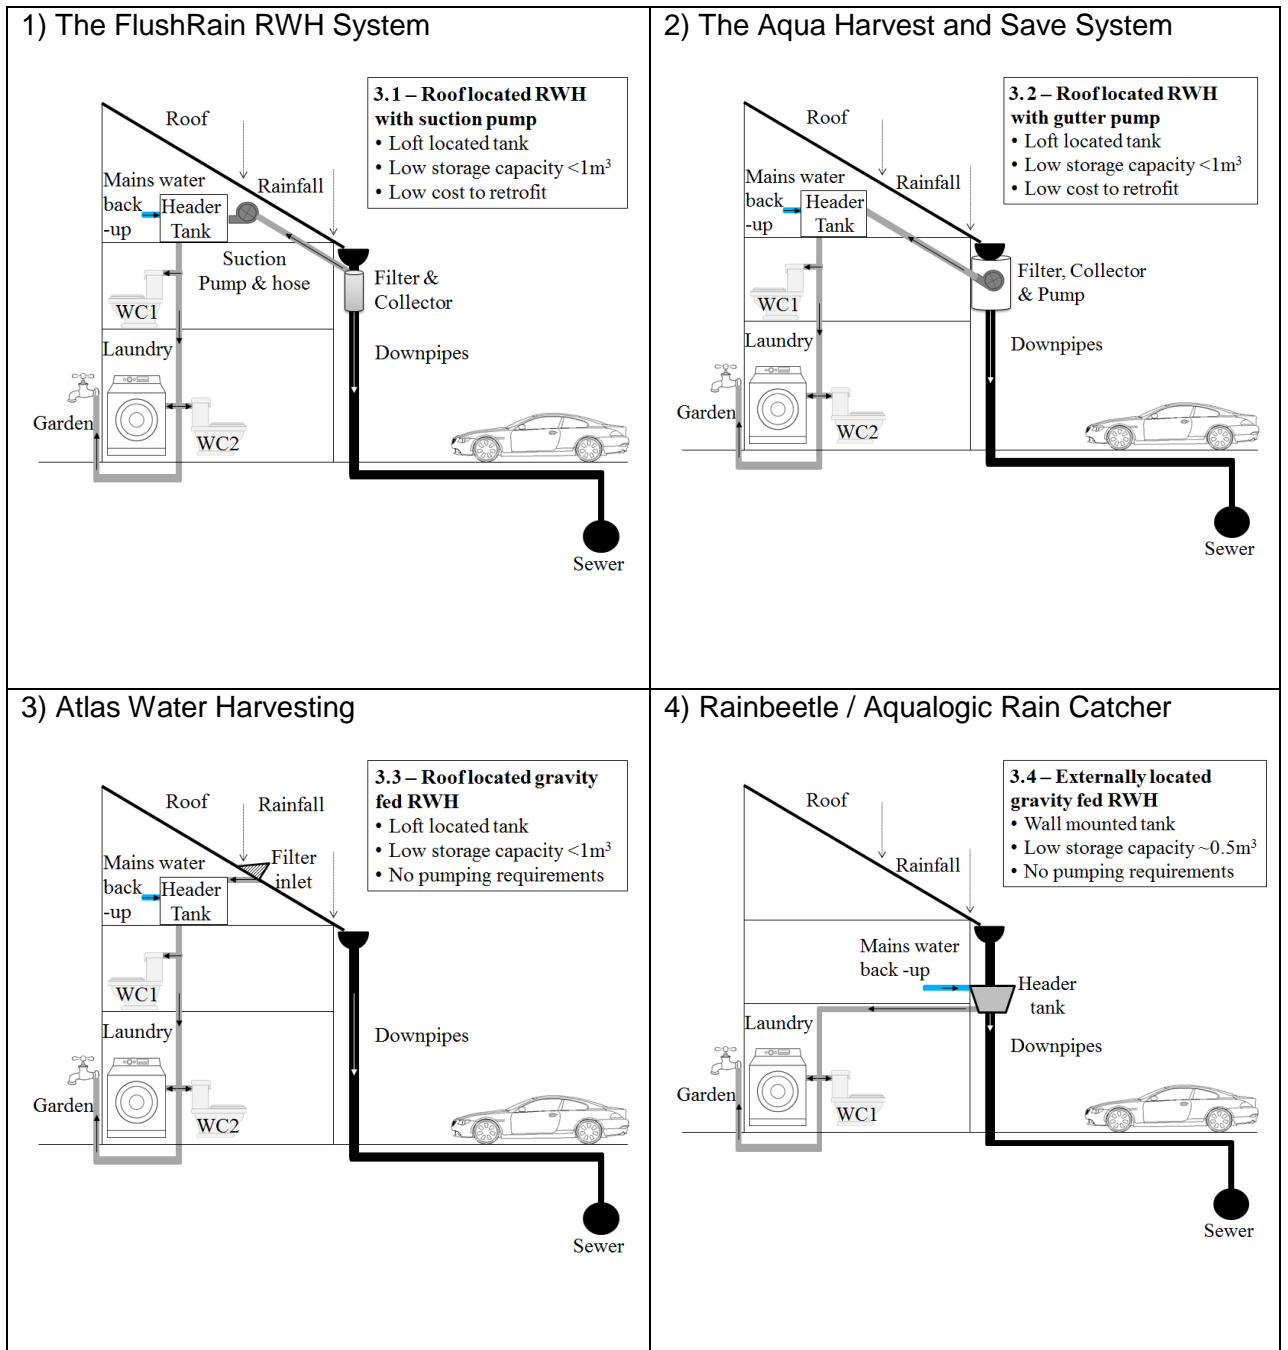 1) The FlushRain RWH System
3.1 – Roof located RWH
with suction pump
• Loft located tank
• Low storage capacity <1m³
• Low cost to retrofit
Roof
Mains water
back
-up
Rainfall
Header
Tank
Suction
Pump & hose
Filter &
Collector
WC1
Laundry
Downpipes
Garden
WC2
Sewer
2) The Aqua Harvest and Save System
3.2 – Roof located RWH
with gutter pump
• Loft located tank
• Low storage capacity <1m³
• Low cost to retrofit
Roof
Mains water
back
-up
Rainfall
Header
Tank
Filter, Collector
& Pump
WC1
Laundry
Downpipes
Garden
WC2
Sewer
3) Atlas Water Harvesting
3.3 – Roof located gravity
fed RWH
• Loft located tank
• Low storage capacity <1m³
• No pumping requirements
Roof
Rainfall
Mains water
back
-up
Header
Tank
Filter
inlet
WC1
Laundry
Downpipes
Garden
WC2
Sewer
4) Rainbeetle / Aqualogic Rain Catcher
3.4 – Externally located
gravity fed RWH
• Wall mounted tank
• Low storage capacity ~0.5m³
• No pumping requirements
Roof
Rainfall
Mains water
back -up
Header
tank
Laundry
Downpipes
Garden
WC1
Sewer